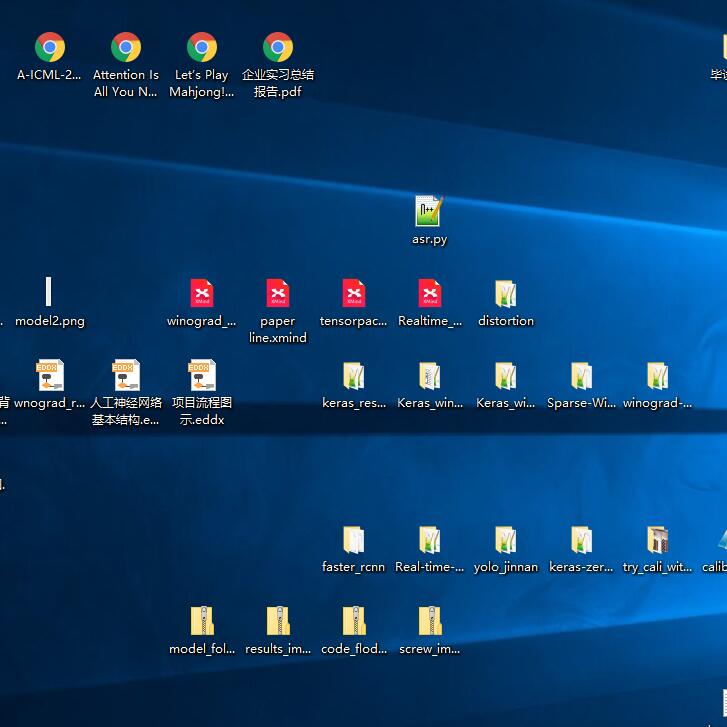 A-ICML-2...
Attention Is
All You N...
Let's Play
Mahjong!...
企业实习总结
报告.pdf
毕
asr.py
.
model2.png
winograd_...
paper
line.xmind
tensorpac...
Realtime_...
distortion
背
...
wnograd_r...
人工神经网络
基本结构.e...
项目流程图
示.eddx
keras_res...
Keras_win...
Keras_wi...
Sparse-Wi...
winograd-...
faster_rcnn
Real-time-...
yolo_jinnan
keras-zer...
try_cali_wit...
calib
model_fol...
results_im...
code_flod...
screw_im...